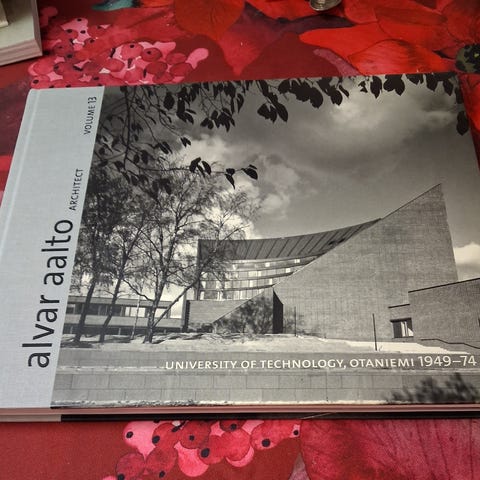 alvar aalto ARCHITECT VOLUME 13
UNIVERSITY OF TECHNOLOGY, OTANIEMI 1949–74